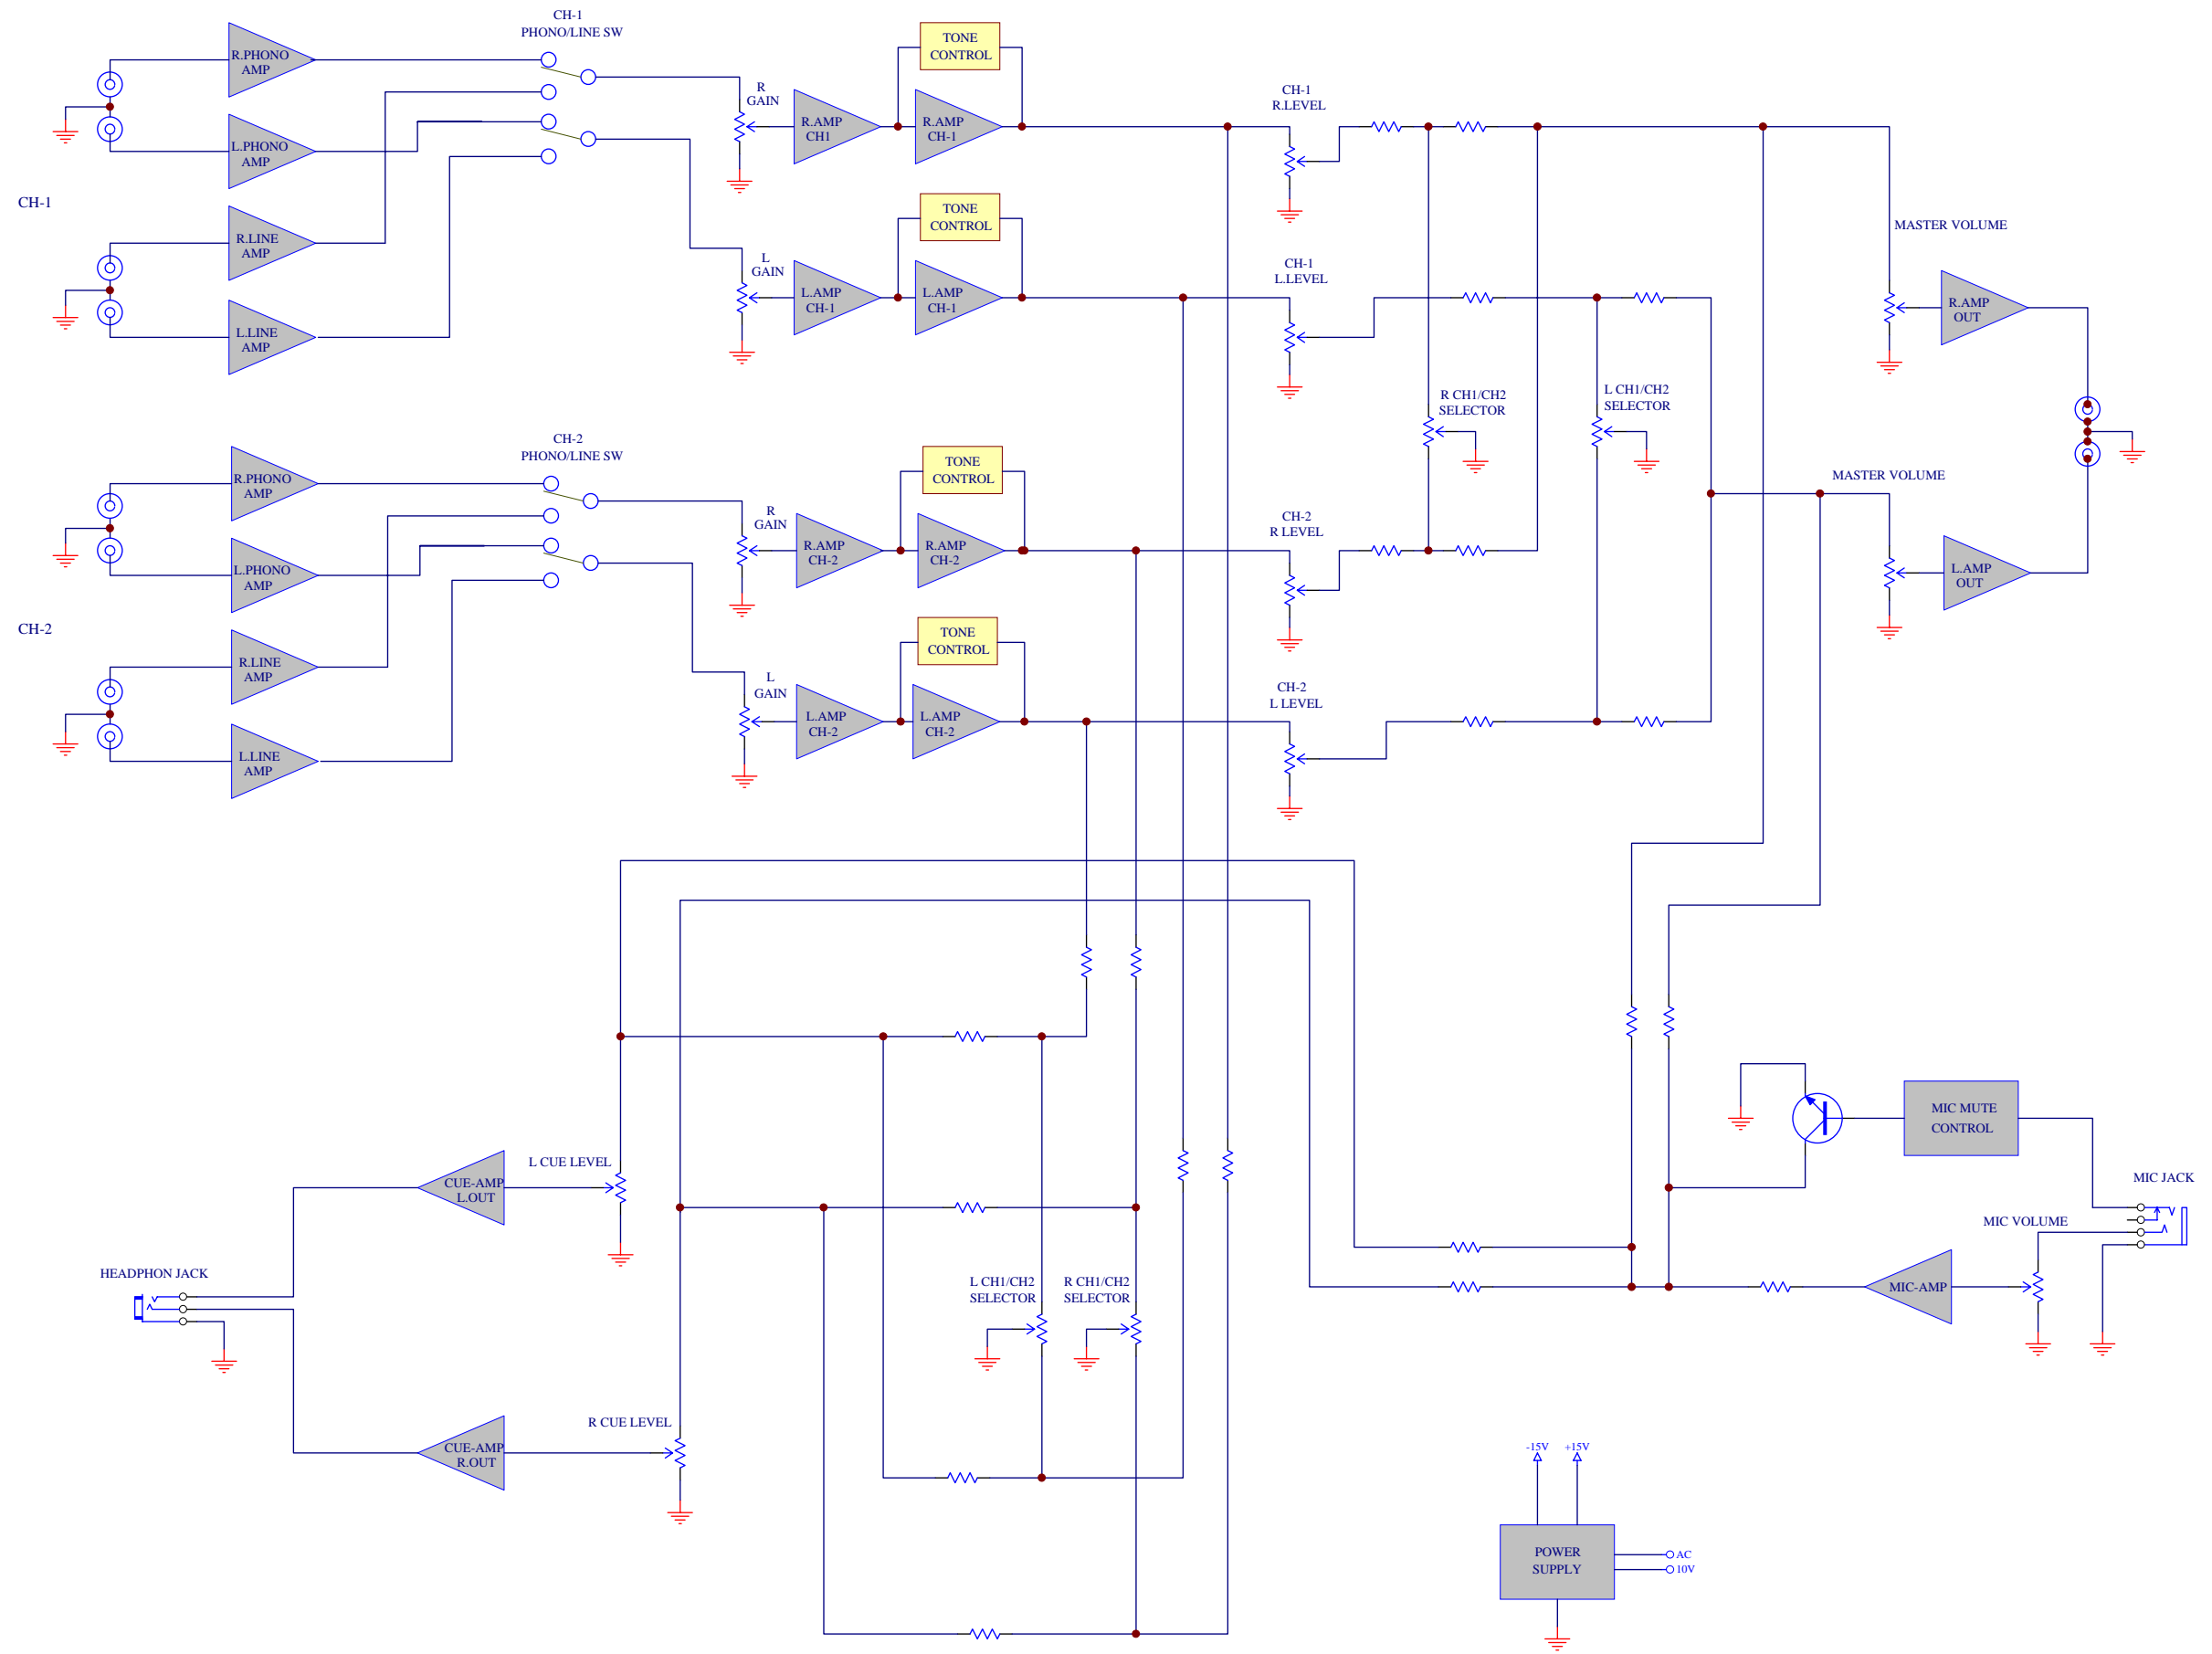 CH-1
PHONO/LINE SW
TONE
CONTROL
R.PHONO
AMP
R
GAIN
CH-1
R.LEVEL
R.AMP
CH1
R.AMP
CH-1
L.PHONO
AMP
CH-1
TONE
CONTROL
MASTER VOLUME
R.LINE
AMP
L
GAIN
CH-1
L.LEVEL
L.AMP
CH-1
L.AMP
CH-1
R.AMP
OUT
L.LINE
AMP
R CH1/CH2
SELECTOR
L CH1/CH2
SELECTOR
CH-2
PHONO/LINE SW
TONE
CONTROL
MASTER VOLUME
R.PHONO
AMP
R
GAIN
CH-2
R LEVEL
R.AMP
CH-2
R.AMP
CH-2
L.PHONO
AMP
L.AMP
OUT
CH-2
TONE
CONTROL
R.LINE
AMP
L
GAIN
CH-2
L LEVEL
L.AMP
CH-2
L.AMP
CH-2
L.LINE
AMP
MIC MUTE
CONTROL
L CUE LEVEL
MIC JACK
CUE-AMP
L.OUT
MIC VOLUME
HEADPHON JACK
L CH1/CH2
SELECTOR
R CH1/CH2
SELECTOR
MIC-AMP
R CUE LEVEL
CUE-AMP
R.OUT
-15V
+15V
POWER
SUPPLY
AC
10V